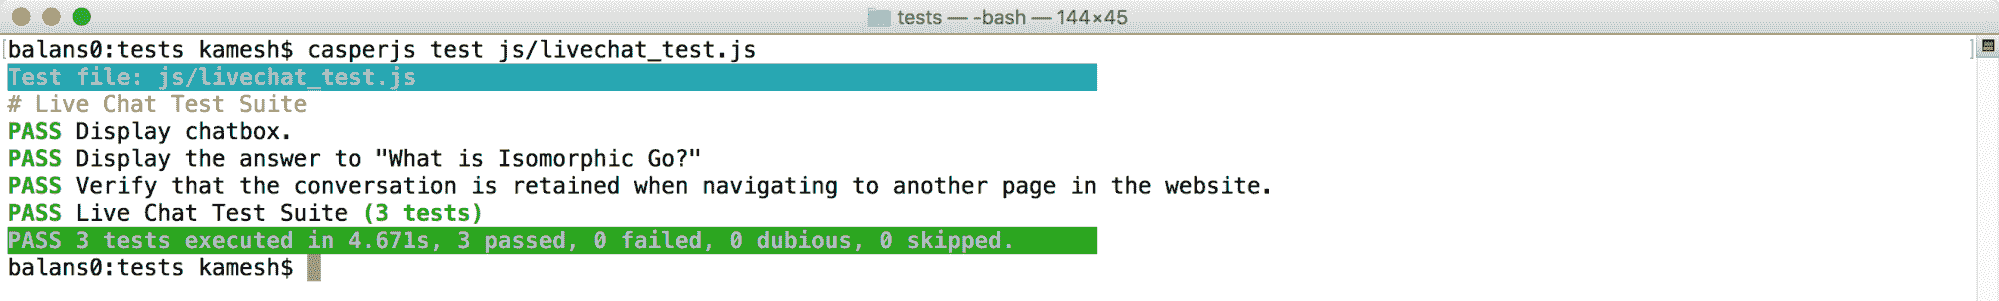 tests — -bash — 144×45
[balans0:tests kamesh$ casperjs test js/livechat_test.js ]
Test file: js/livechat_test.js
# Live Chat Test Suite
PASS Display chatbox.
PASS Display the answer to "What is Isomorphic Go?"
PASS Verify that the conversation is retained when navigating to another page in the website.
PASS Live Chat Test Suite (3 tests)
PASS 3 tests executed in 4.671s, 3 passed, 0 failed, 0 dubious, 0 skipped.
balans0:tests kamesh$